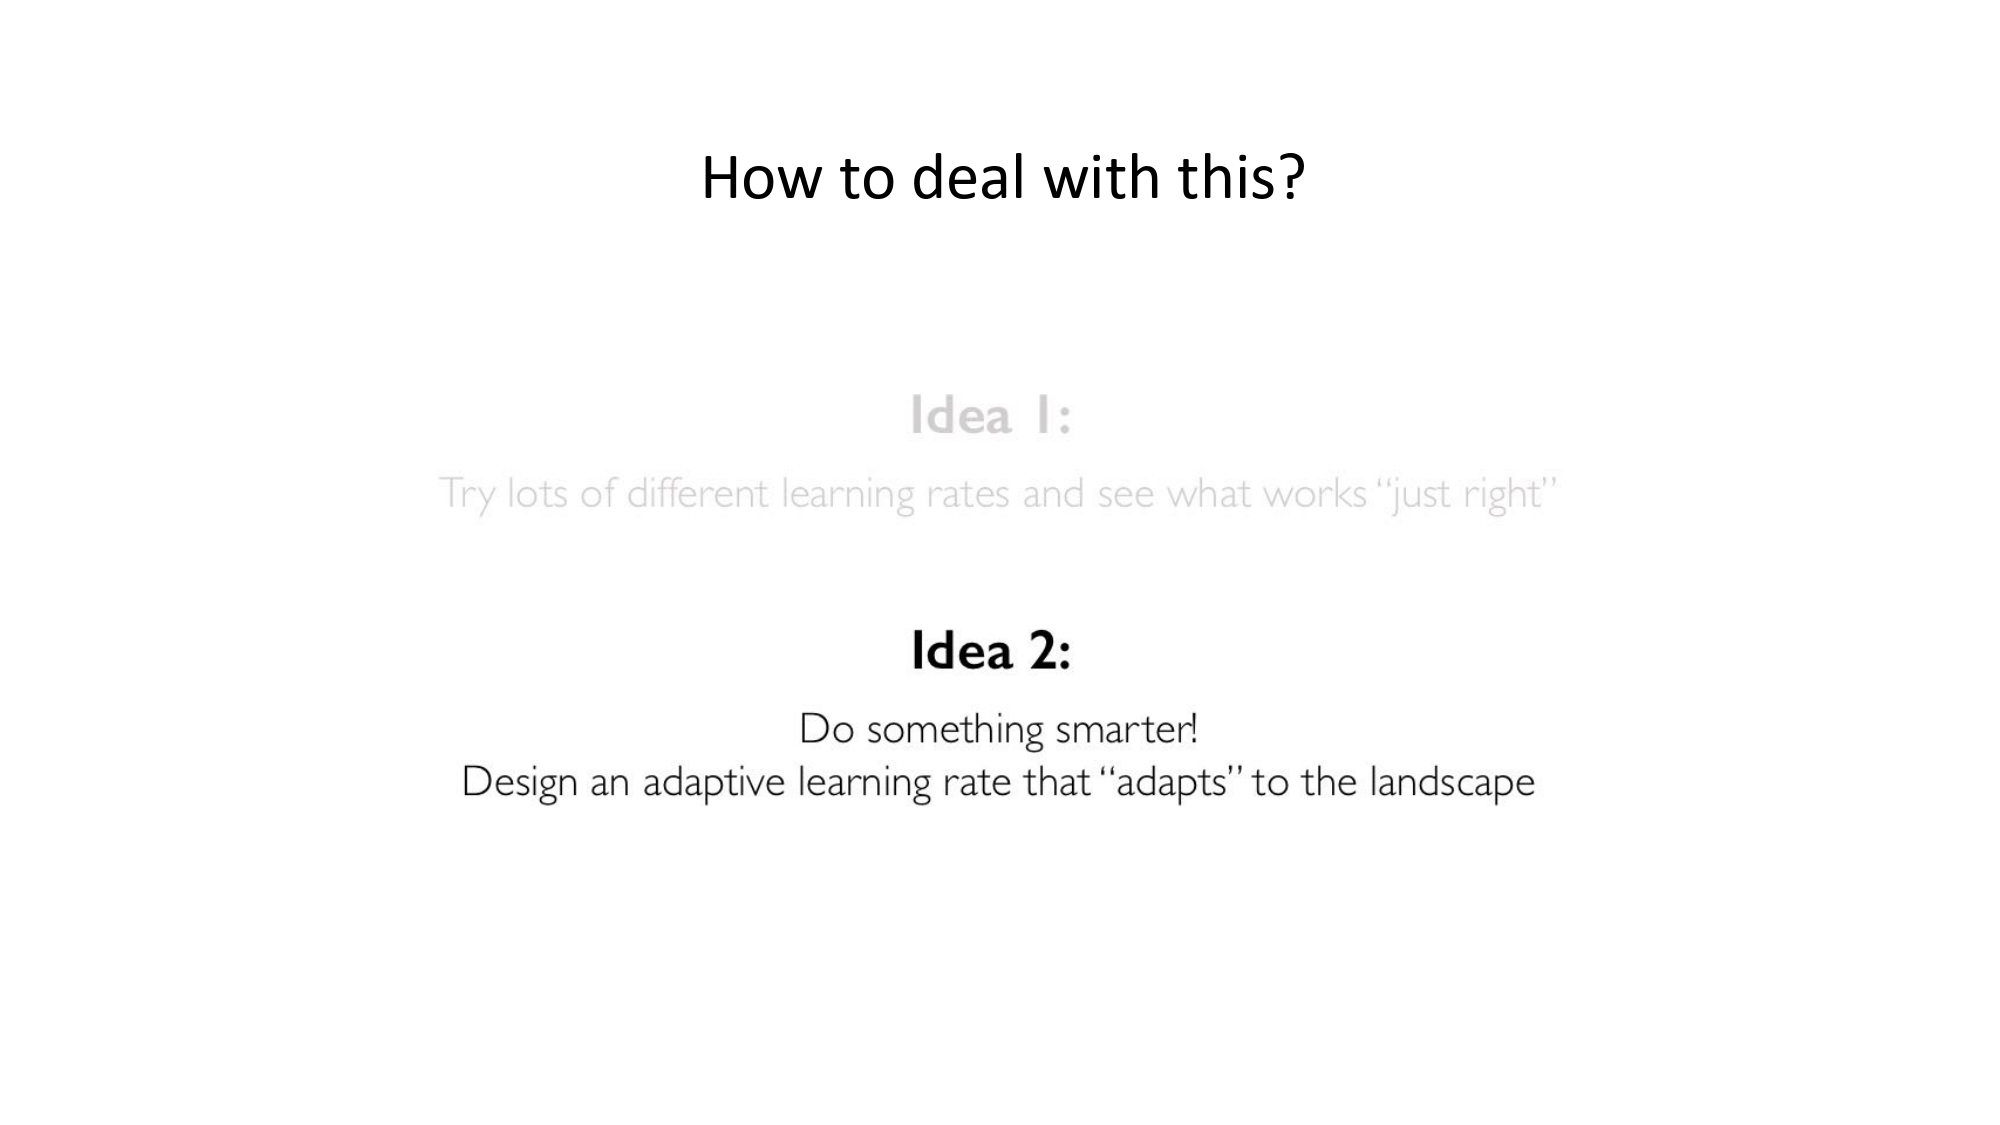 How to deal with this?
Idea 1:
Try lots of different learning rates and see what works “just right”
Idea 2:
Do something smarter!
Design an adaptive learning rate that “adapts” to the landscape